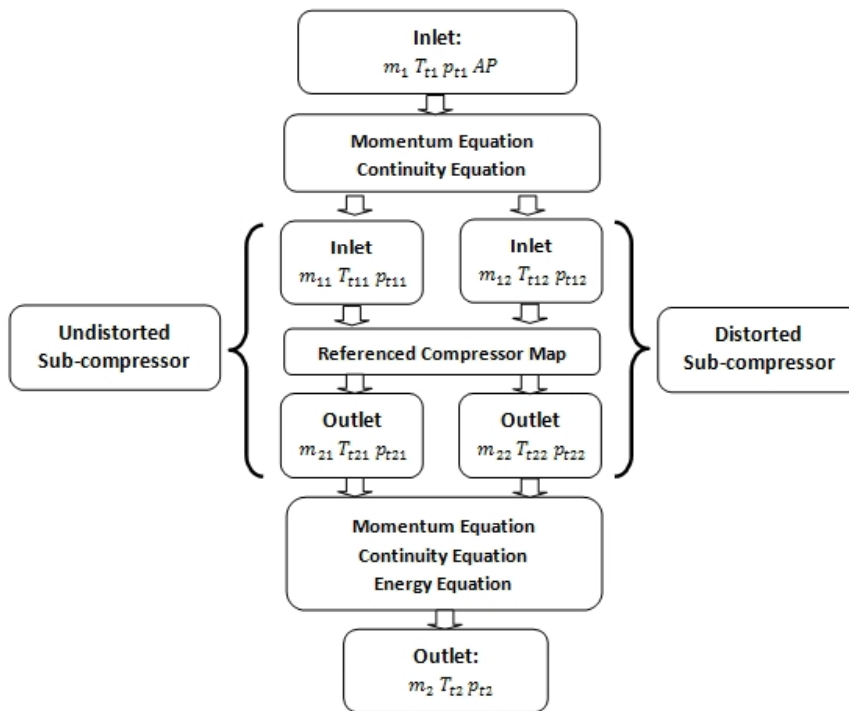 Inlet:
m₁ Tₜ₁ pₜ₁ AP
Momentum Equation
Continuity Equation
Inlet
m₁₁ Tₜ₁₁ pₜ₁₁
Inlet
m₁₂ Tₜ₁₂ pₜ₁₂
Undistorted
Sub-compressor
Referenced Compressor Map
Distorted
Sub-compressor
Outlet
m₂₁ Tₜ₂₁ pₜ₂₁
Outlet
m₂₂ Tₜ₂₂ pₜ₂₂
Momentum Equation
Continuity Equation
Energy Equation
Outlet:
m₂ Tₜ₂ pₜ₂